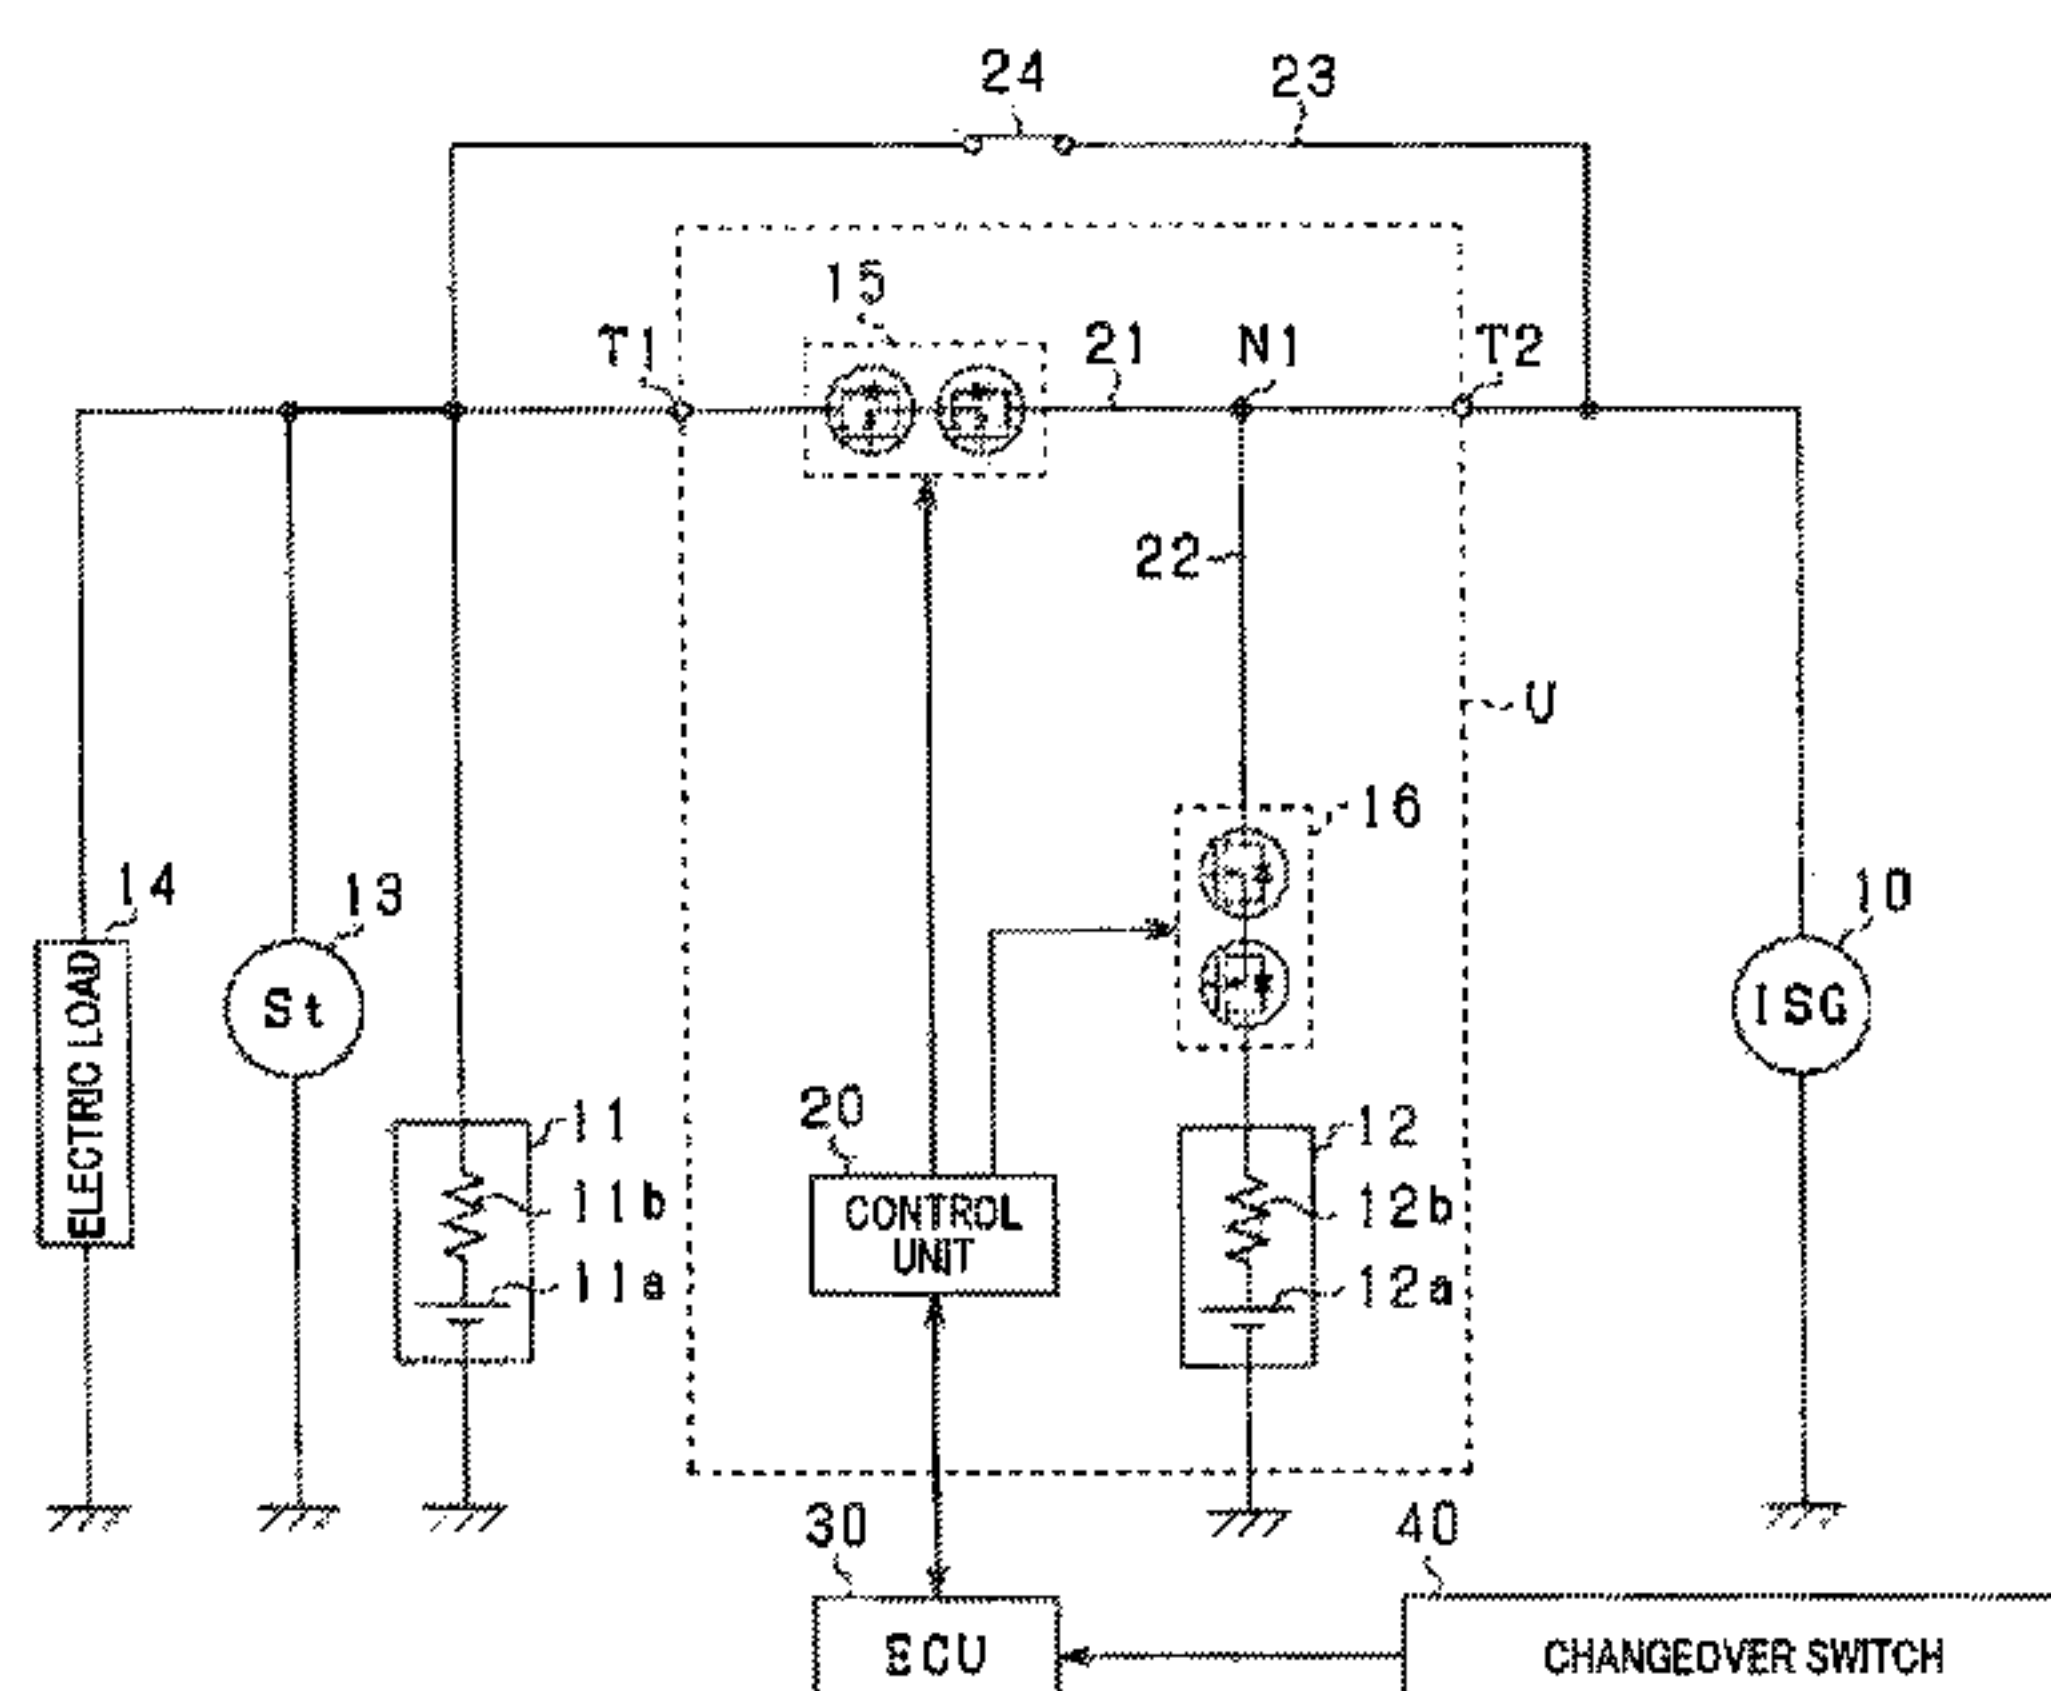 24
23
15
T1
21
N1
T2
22
U
16
14
13
10
ELECTRIC LOAD
St
ISG
20
11
12
11b
CONTROL
UNIT
12b
11a
12a
30
40
ECU
CHANGEOVER SWITCH